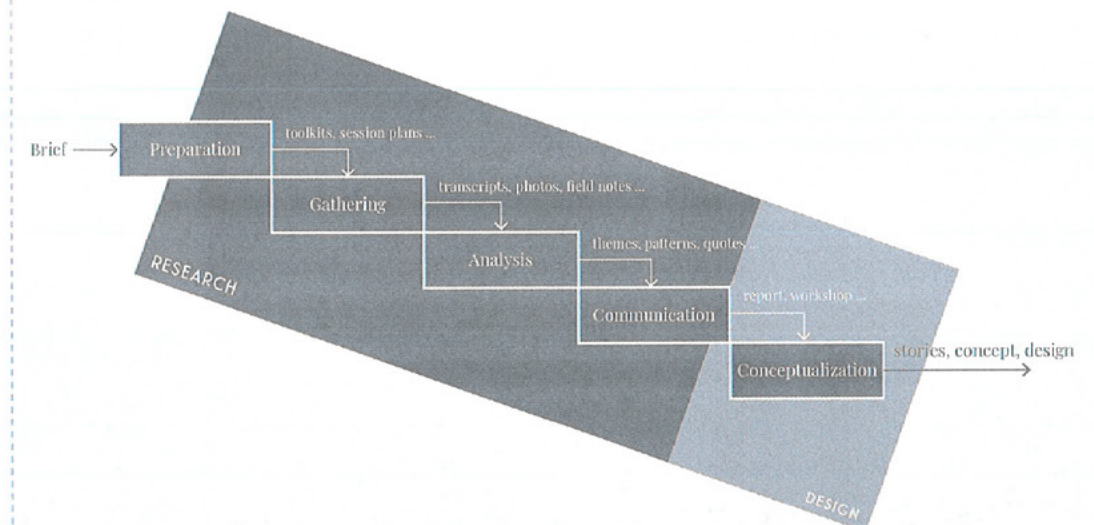 Brief
Preparation
toolkits, session plans ...
Gathering
transcripts, photos, field notes ...
Analysis
themes, patterns, quotes ...
Communication
report, workshop ...
Conceptualization
stories, concept, design
RESEARCH
DESIGN